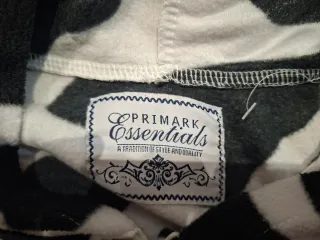 PRIMARK
Essentials
A TRADITION OF STYLE AND QUALITY